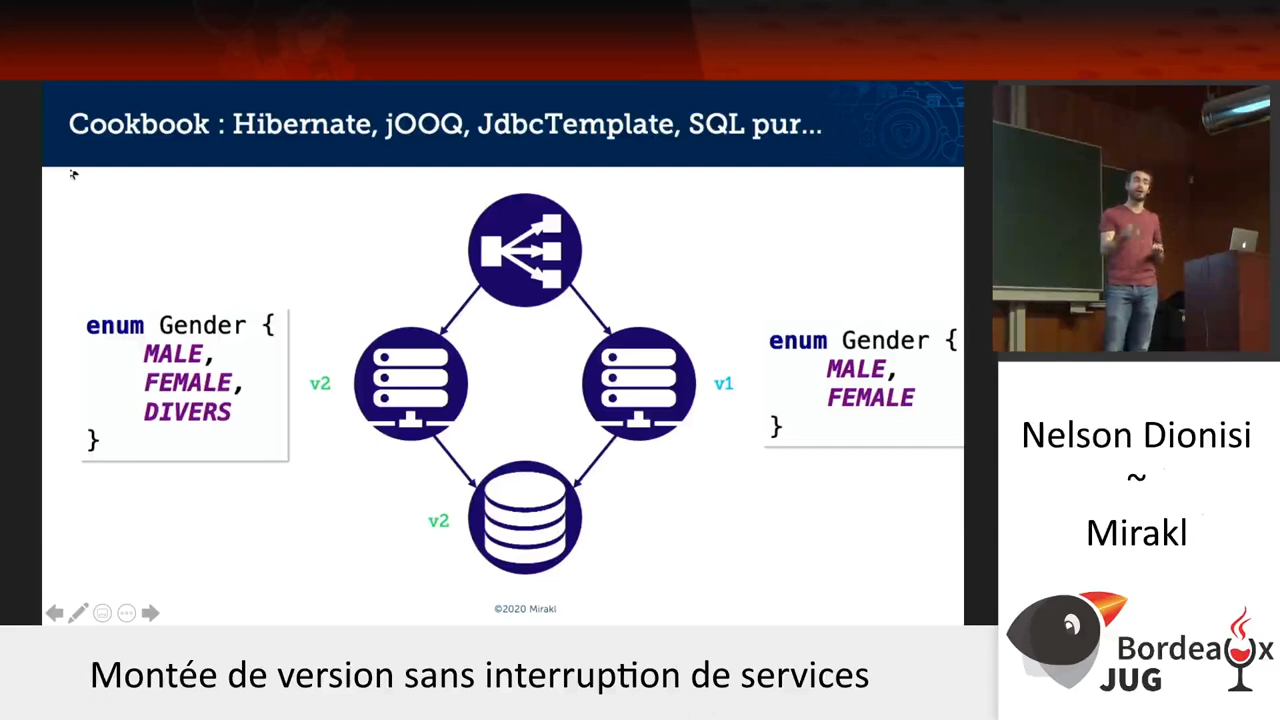 Cookbook : Hibernate, jOOQ, JdbcTemplate, SQL pur...
enum Gender {
MALE,
FEMALE,
DIVERS
}
v2
v1
enum Gender {
MALE,
FEMALE
}
v2
©2020 Mirakl
Nelson Dionisi
~
Mirakl
Bordeaux
JUG
Montée de version sans interruption de services